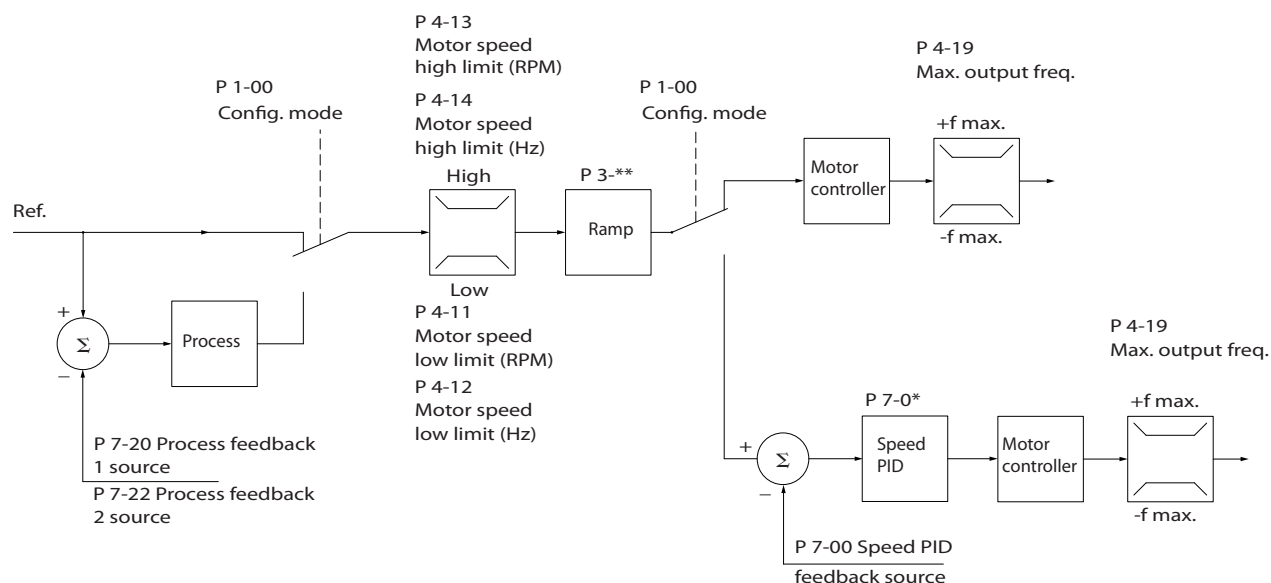 P 4-13
Motor speed
high limit (RPM)
P 4-14
Motor speed
high limit (Hz)
High
P 1-00
Config. mode
P 3-**
Ramp
P 1-00
Config. mode
P 4-19
Max. output freq.
+f max.
Motor
controller
-f max.
Ref.
+
Σ
−
Process
Low
P 4-11
Motor speed
low limit (RPM)
P 4-12
Motor speed
low limit (Hz)
P 7-20 Process feedback
1 source
P 7-22 Process feedback
2 source
P 4-19
Max. output freq.
+f max.
P 7-0*
+
Σ
−
Speed
PID
Motor
controller
-f max.
P 7-00 Speed PID
feedback source